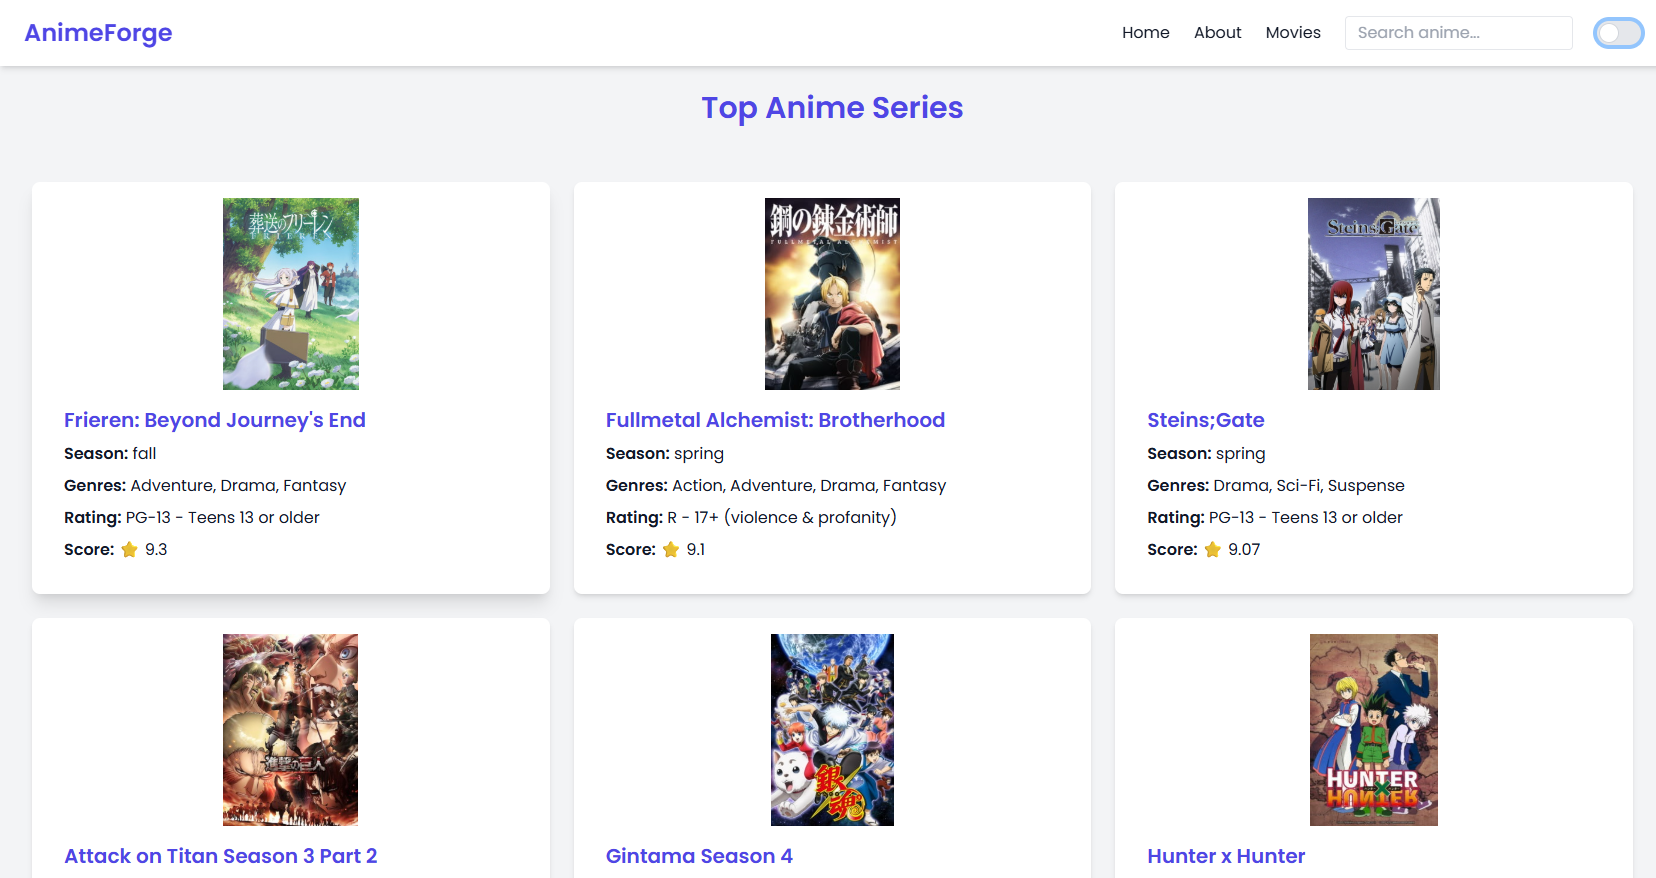 AnimeForge
Home About Movies Search anime...
Top Anime Series
葬送のフリーレン
FRIEREN
鋼の錬金術師
FULLMETAL ALCHEMIST
Steins;Gate
Frieren: Beyond Journey's End
Season: fall
Genres: Adventure, Drama, Fantasy
Rating: PG-13 - Teens 13 or older
Score: ⭐ 9.3
Fullmetal Alchemist: Brotherhood
Season: spring
Genres: Action, Adventure, Drama, Fantasy
Rating: R - 17+ (violence & profanity)
Score: ⭐ 9.1
Steins;Gate
Season: spring
Genres: Drama, Sci-Fi, Suspense
Rating: PG-13 - Teens 13 or older
Score: ⭐ 9.07
進撃の巨人
銀魂
HUNTER
HUNTER
Attack on Titan Season 3 Part 2
Gintama Season 4
Hunter x Hunter